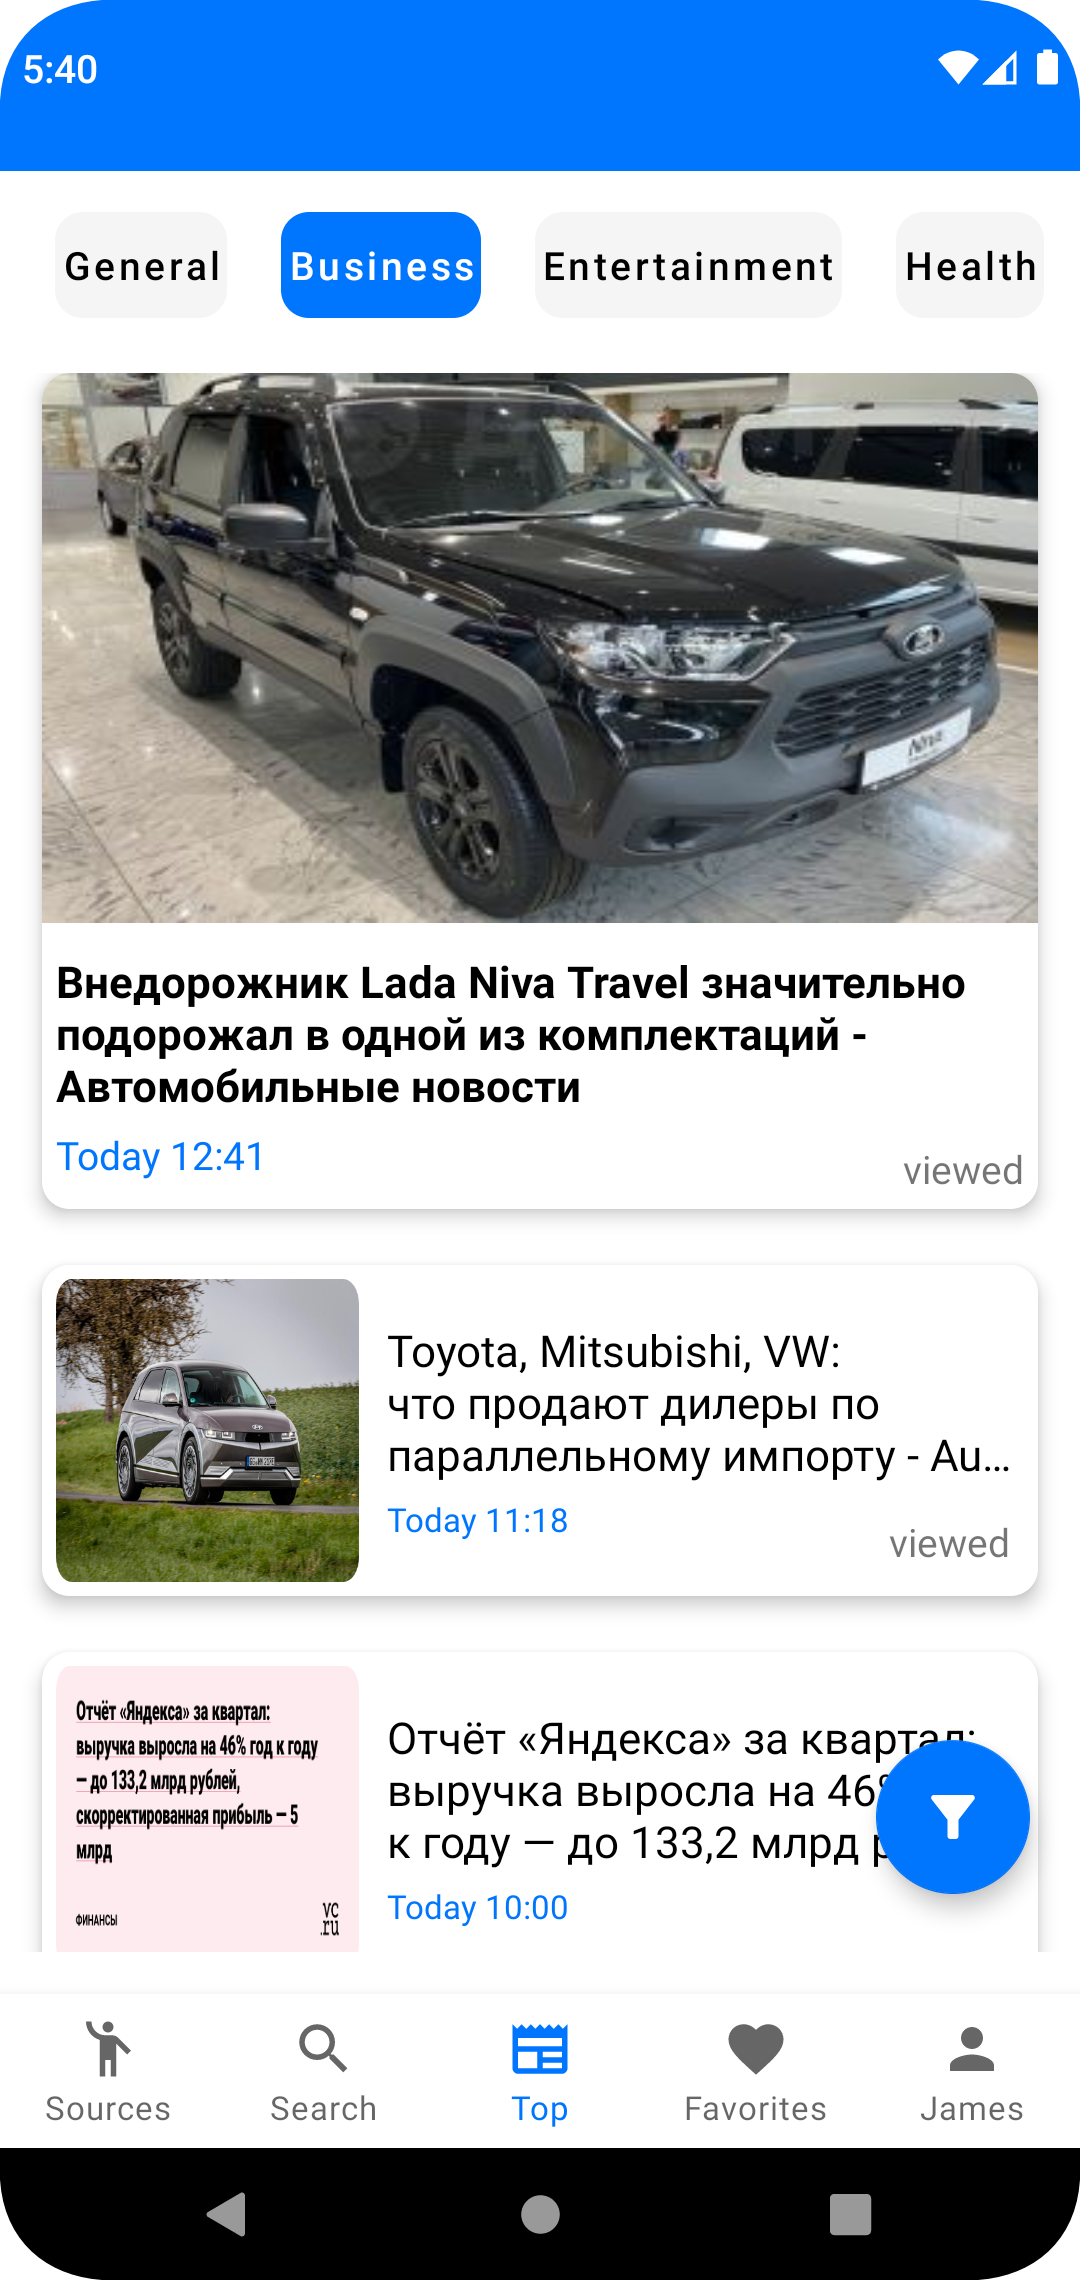 5:40
General
Business
Entertainment
Health
Niva
Внедорожник Lada Niva Travel значительно
подорожал в одной из комплектаций -
Автомобильные новости
Today 12:41
viewed
Toyota, Mitsubishi, VW:
что продают дилеры по
параллельному импорту - Au...
Today 11:18
viewed
Отчёт «Яндекса» за квартал:
выручка выросла на 46% год к году
– до 133,2 млрд рублей,
скорректированная прибыль – 5
млрд
ФИНАНСЫ
vc
.ru
Отчёт «Яндекса» за квартал:
выручка выросла на 46%
к году — до 133,2 млрд р
Today 10:00
Sources
Search
Top
Favorites
James